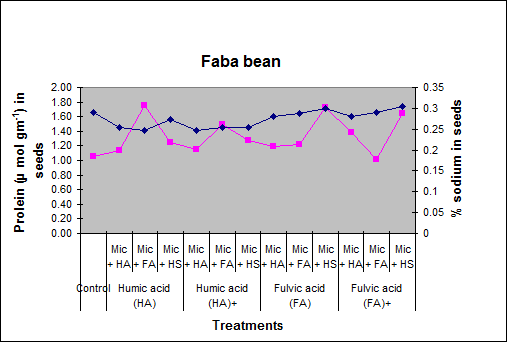 Faba bean
Prolein (µ mol gm-¹) in
seeds
2.00
1.80
1.60
1.40
1.20
1.00
0.80
0.60
0.40
0.20
0.00
0.35
0.3
0.25
0.2
0.15
0.1
0.05
0
% sodium in seeds
Mic Mic Mic Mic Mic Mic Mic Mic Mic Mic Mic Mic
+ HA + FA + HS + HA + FA + HS + HA + FA + HS + HA + FA + HS
Control Humic acid Humic acid Fulvic acid Fulvic acid
(HA) (HA)+ (FA) (FA)+
Treatments